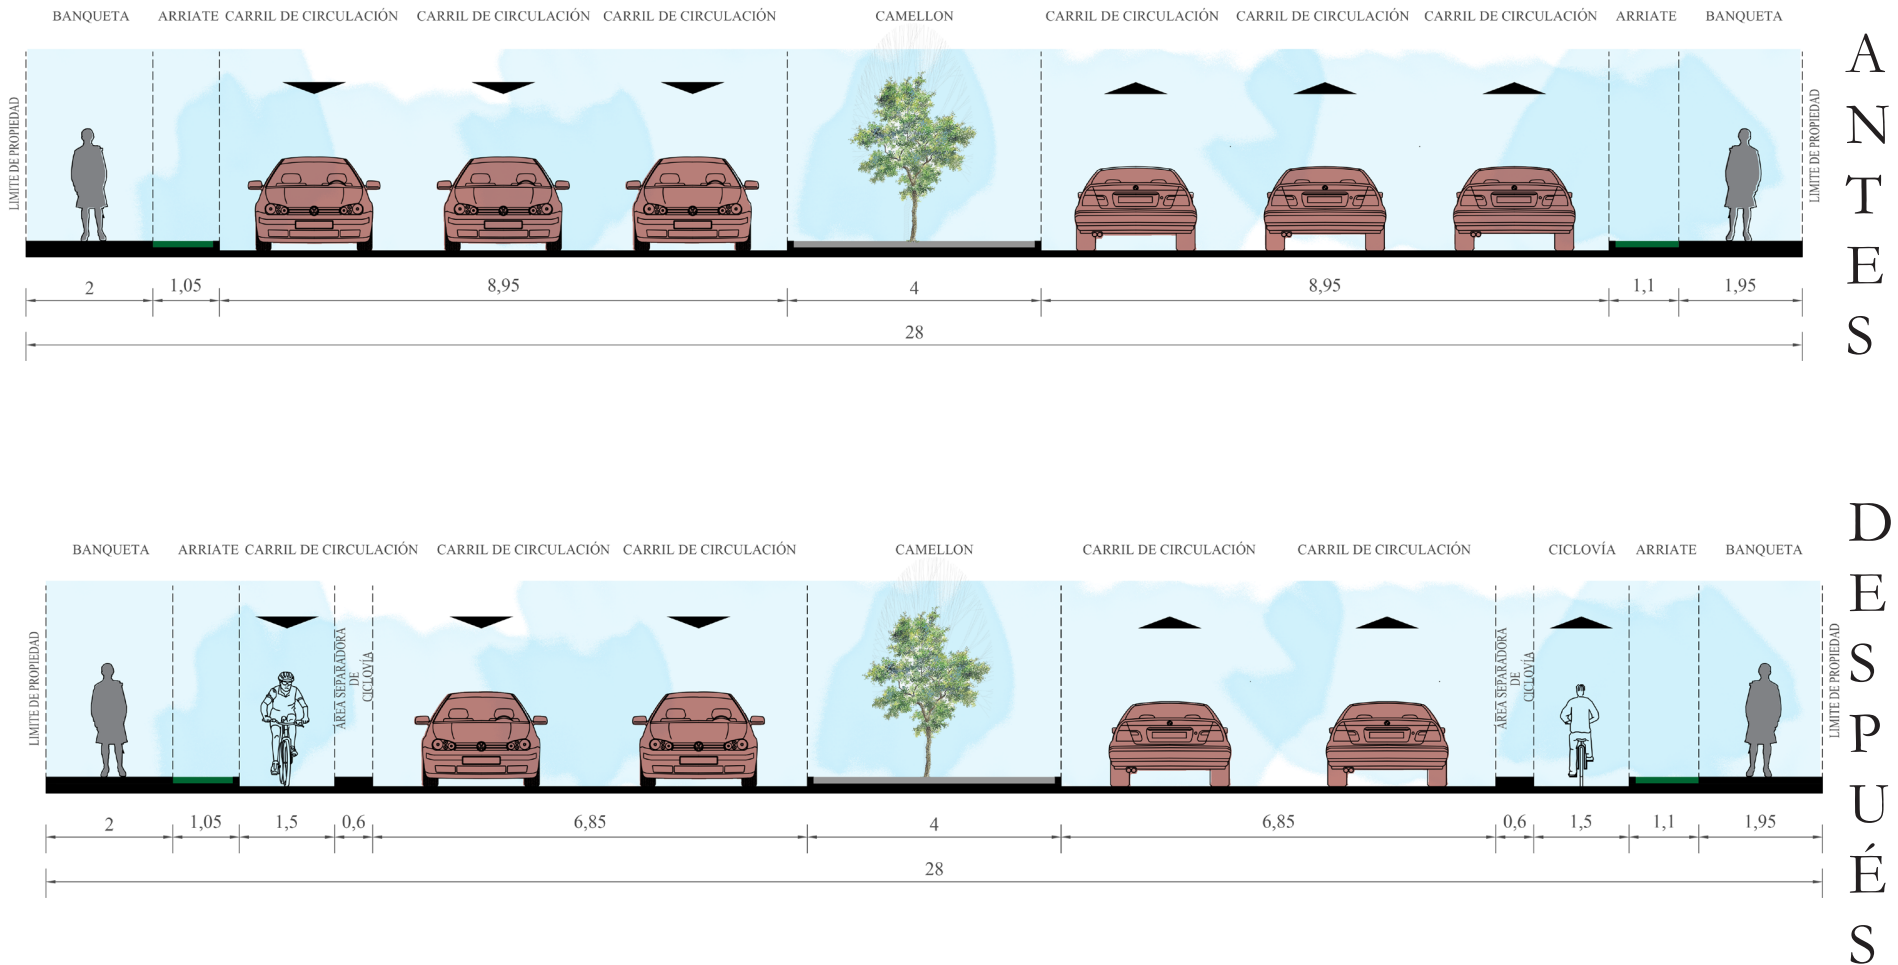 BANQUETA ARRIATE CARRIL DE CIRCULACIÓN CARRIL DE CIRCULACIÓN CARRIL DE CIRCULACIÓN CAMELLON CARRIL DE CIRCULACIÓN CARRIL DE CIRCULACIÓN CARRIL DE CIRCULACIÓN ARRIATE BANQUETA
LIMITE DE PROPIEDAD
LIMITE DE PROPIEDAD
2 1,05 8,95 4 8,95 1,1 1,95
28
ANTES
BANQUETA ARRIATE CARRIL DE CIRCULACIÓN CARRIL DE CIRCULACIÓN CARRIL DE CIRCULACIÓN CAMELLON CARRIL DE CIRCULACIÓN CARRIL DE CIRCULACIÓN CICLOVÍA ARRIATE BANQUETA
LIMITE DE PROPIEDAD
ÁREA SEPARADORA
DE
CICLOVÍA
ÁREA SEPARADORA
DE
CICLOVÍA
LIMITE DE PROPIEDAD
2 1,05 1,5 0,6 6,85 4 6,85 0,6 1,5 1,1 1,95
28
DESPUÉS